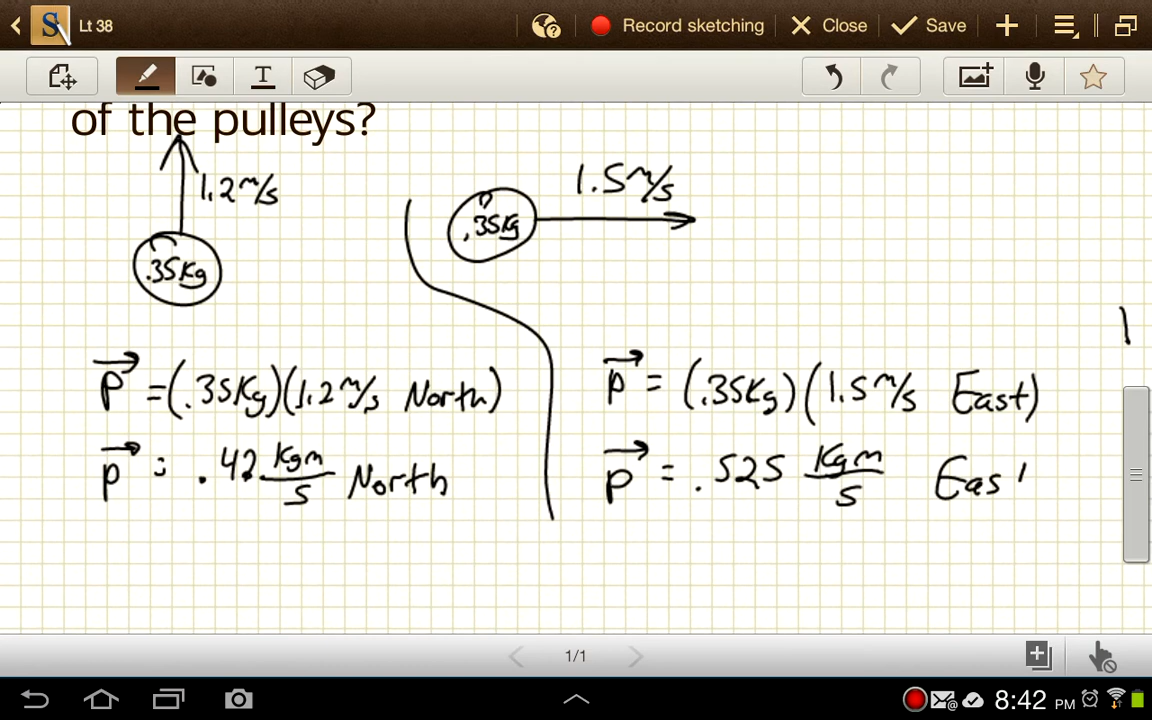 S Lt 38 Record sketching Close Save
T
of the pulleys?
1.2 m/s
.35Kg
1.5 m/s
.35Kg
P = (.35Kg)(1.2 m/s North)
P = .42 Kgm/s North
P = (.35Kg)(1.5 m/s East)
P = .525 Kgm/s Eas
1/1
8:42 PM